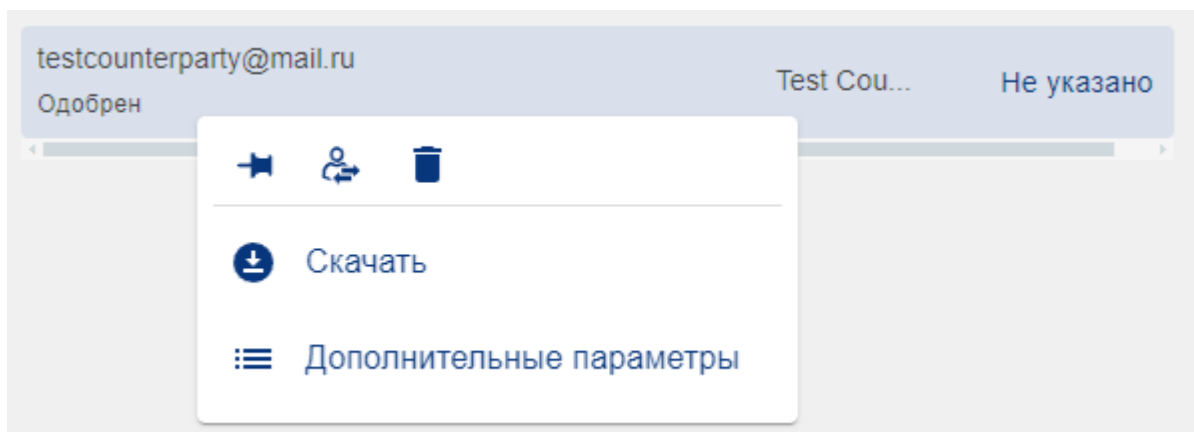 testcounterparty@mail.ru
Одобрен
Test Cou...
Не указано
Скачать
Дополнительные параметры